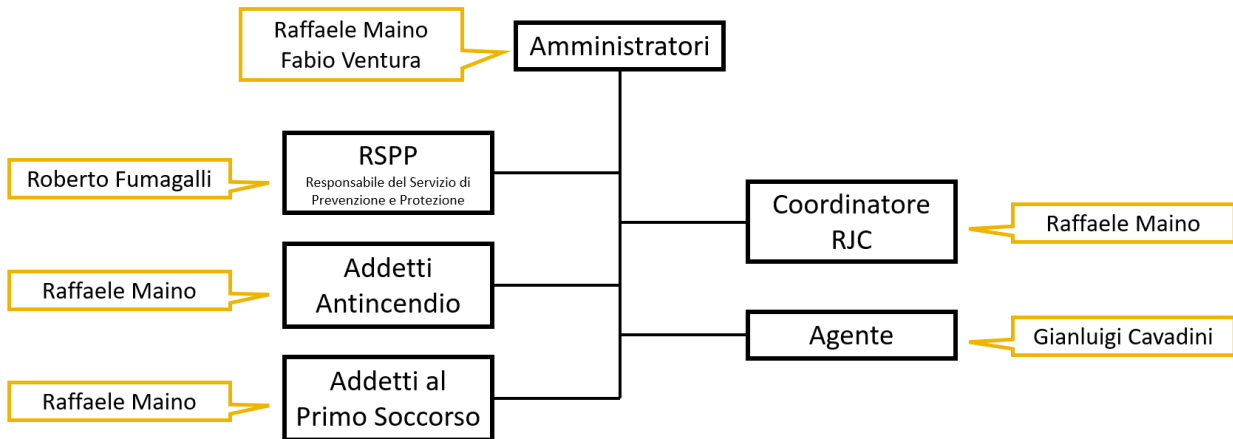 Raffaele Maino
Fabio Ventura
Amministratori
Roberto Fumagalli
RSPP
Responsabile del Servizio di
Prevenzione e Protezione
Coordinatore
RJC
Raffaele Maino
Raffaele Maino
Addetti
Antincendio
Agente
Gianluigi Cavadini
Raffaele Maino
Addetti al
Primo Soccorso